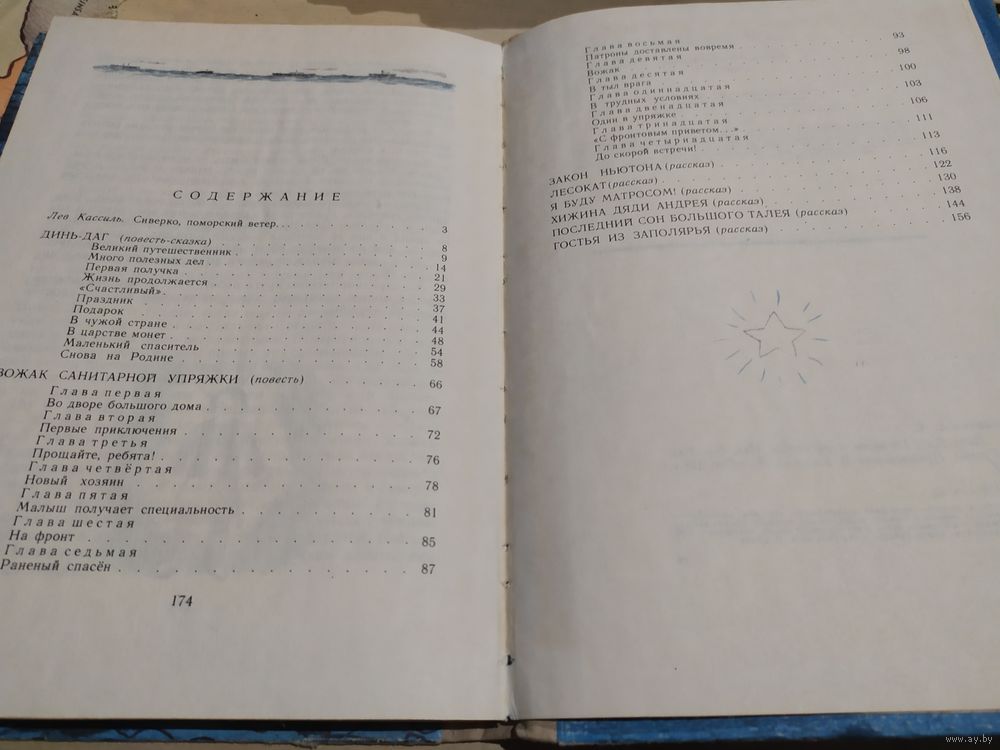 СОДЕРЖАНИЕ
Лев Кассиль. Сиверко, поморский ветер. . . 3
ДИНЬ-ДАГ (повесть-сказка)
Великий путешественник . . . 8
Много полезных дел . . . 9
Первая получка . . . 14
Жизнь продолжается . . . 21
«Счастливый» . . . 29
Праздник . . . 33
Подарок . . . 37
В чужой стране . . . 41
В царстве монет . . . 44
Маленький спаситель . . . 48
Снова на Родине . . . 54
58
ВОЖАК САНИТАРНОЙ УПРЯЖКИ (повесть) . . . 66
Глава первая
Во дворе большого дома . . . 67
Глава вторая
Первые приключения . . . 72
Глава третья
Прощайте, ребята! . . . 76
Глава четвёртая
Новый хозяин . . . 78
Глава пятая
Малыш получает специальность . . . 81
Глава шестая
На фронт . . . 85
Глава седьмая
Раненый спасён . . . 87
174
Глава восьмая
Патроны доставлены вовремя . . . 93
Глава девятая
Вожак . . . 98
Глава десятая
В тыл врага . . . 100
Глава одиннадцатая
В трудных условиях . . . 103
Глава двенадцатая
Один в упряжке . . . 106
Глава тринадцатая
«С фронтовым приветом...» . . . 111
Глава четырнадцатая
До скорой встречи! . . . 113
ЗАКОН НЬЮТОНА (рассказ) . . . 116
ЛЕСОКАТ (рассказ) . . . 122
Я БУДУ МАТРОСОМ! (рассказ) . . . 130
ХИЖИНА ДЯДИ АНДРЕЯ (рассказ) . . . 138
ПОСЛЕДНИЙ СОН БОЛЬШОГО ТАЛЕЯ (рассказ) . . . 144
ГОСТЬЯ ИЗ ЗАПОЛЯРЬЯ (рассказ) . . . 156
www.ay.by